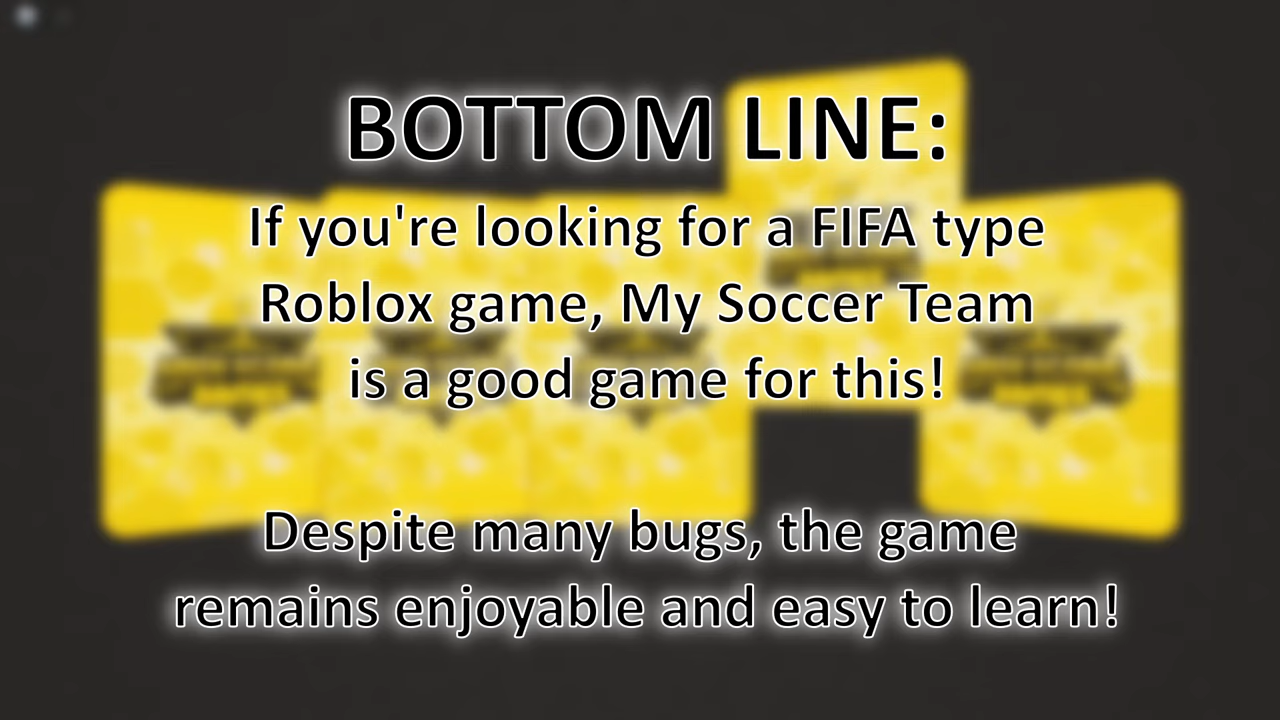 BOTTOM LINE:
If you're looking for a FIFA type
Roblox game, My Soccer Team
is a good game for this!
Despite many bugs, the game
remains enjoyable and easy to learn!